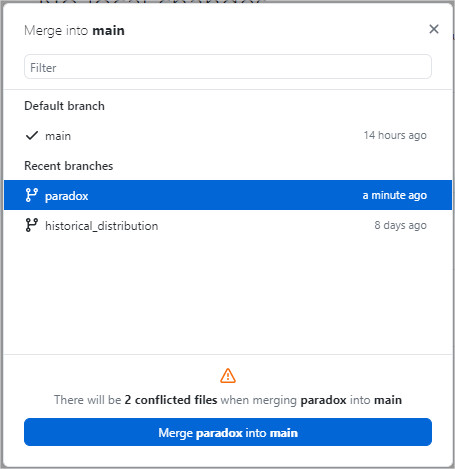 Merge into main
Filter
Default branch
main 14 hours ago
Recent branches
paradox a minute ago
historical_distribution 8 days ago
There will be 2 conflicted files when merging paradox into main
Merge paradox into main